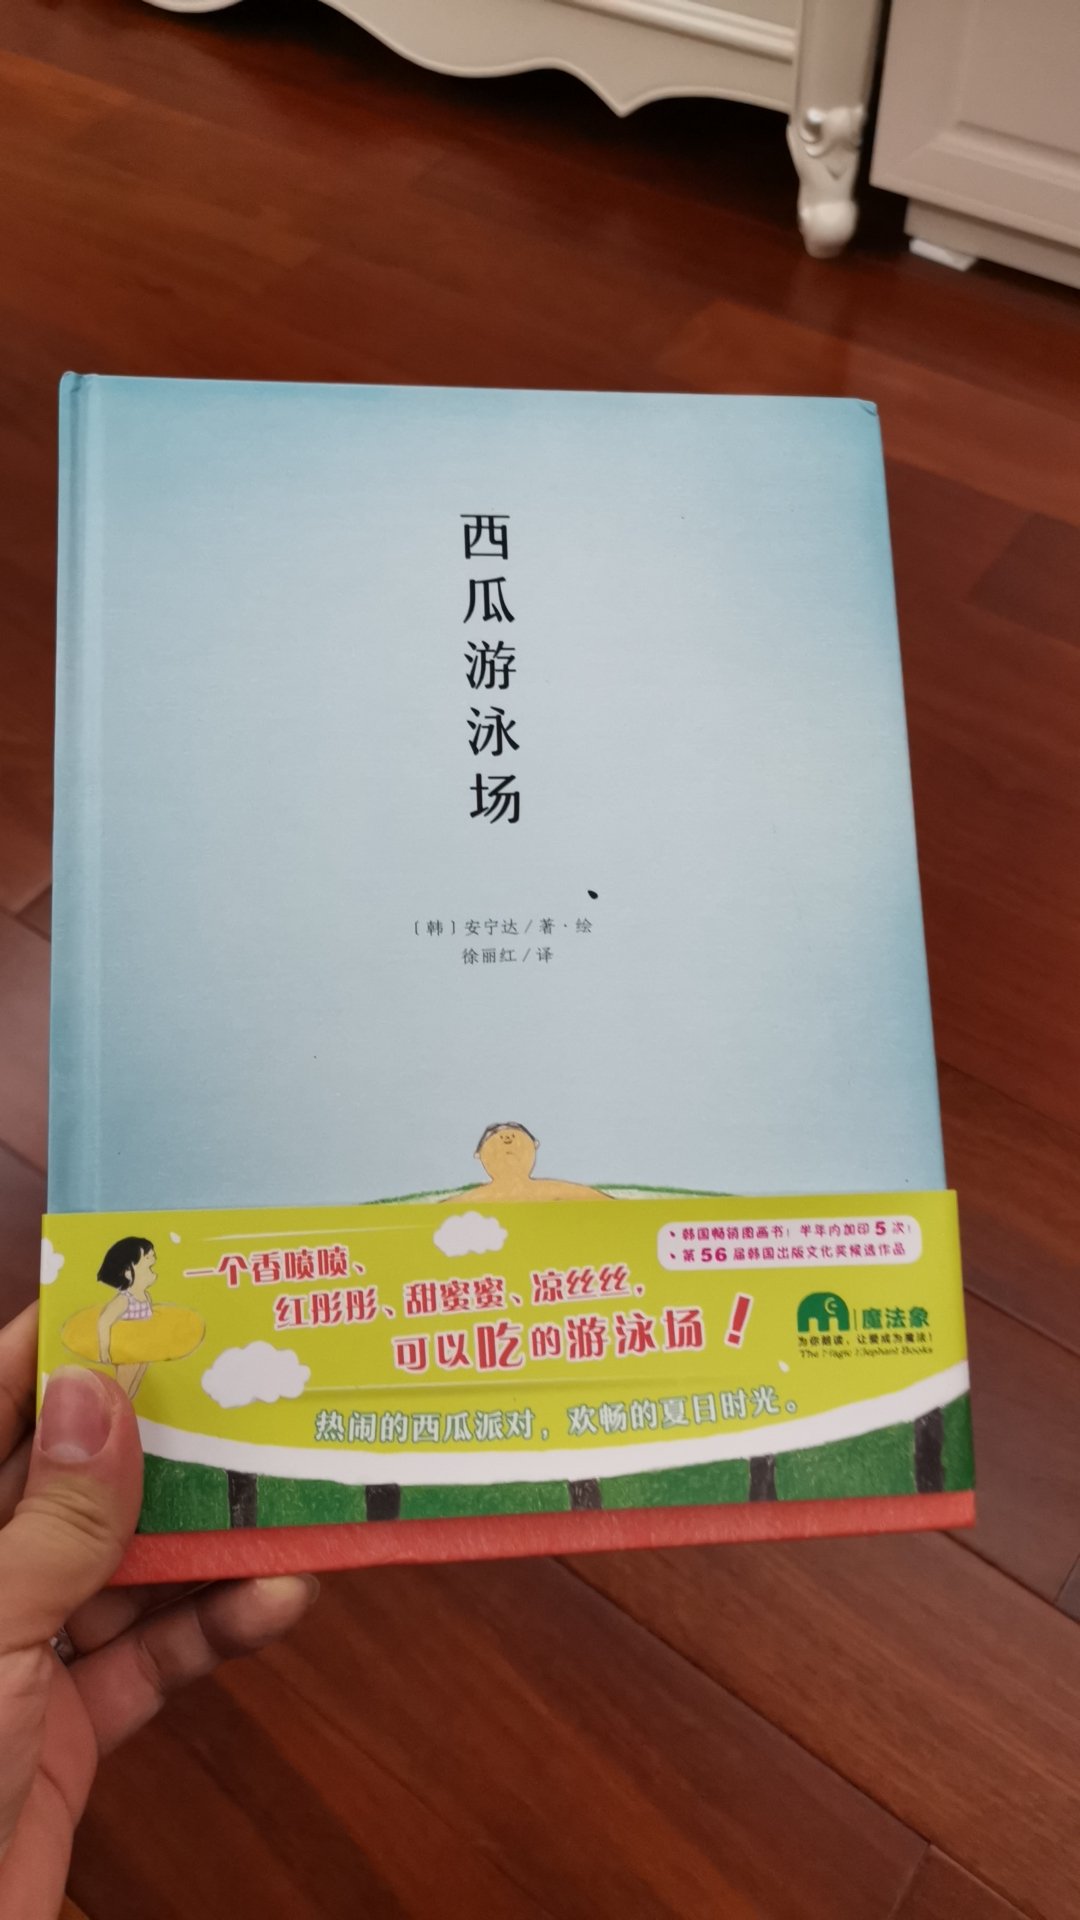 西瓜游泳场
〔韩〕安宁达/著·绘
徐丽红/译
、韩国畅销图画书！半年内加印5次！
、第56届韩国出版文化奖候选作品
一个香喷喷、
红彤彤、甜蜜蜜、凉丝丝，
可以吃的游泳场！
魔法象
为你朗读，让爱成为魔法！
The Magic Elephant Books
热闹的西瓜派对，欢畅的夏日时光。